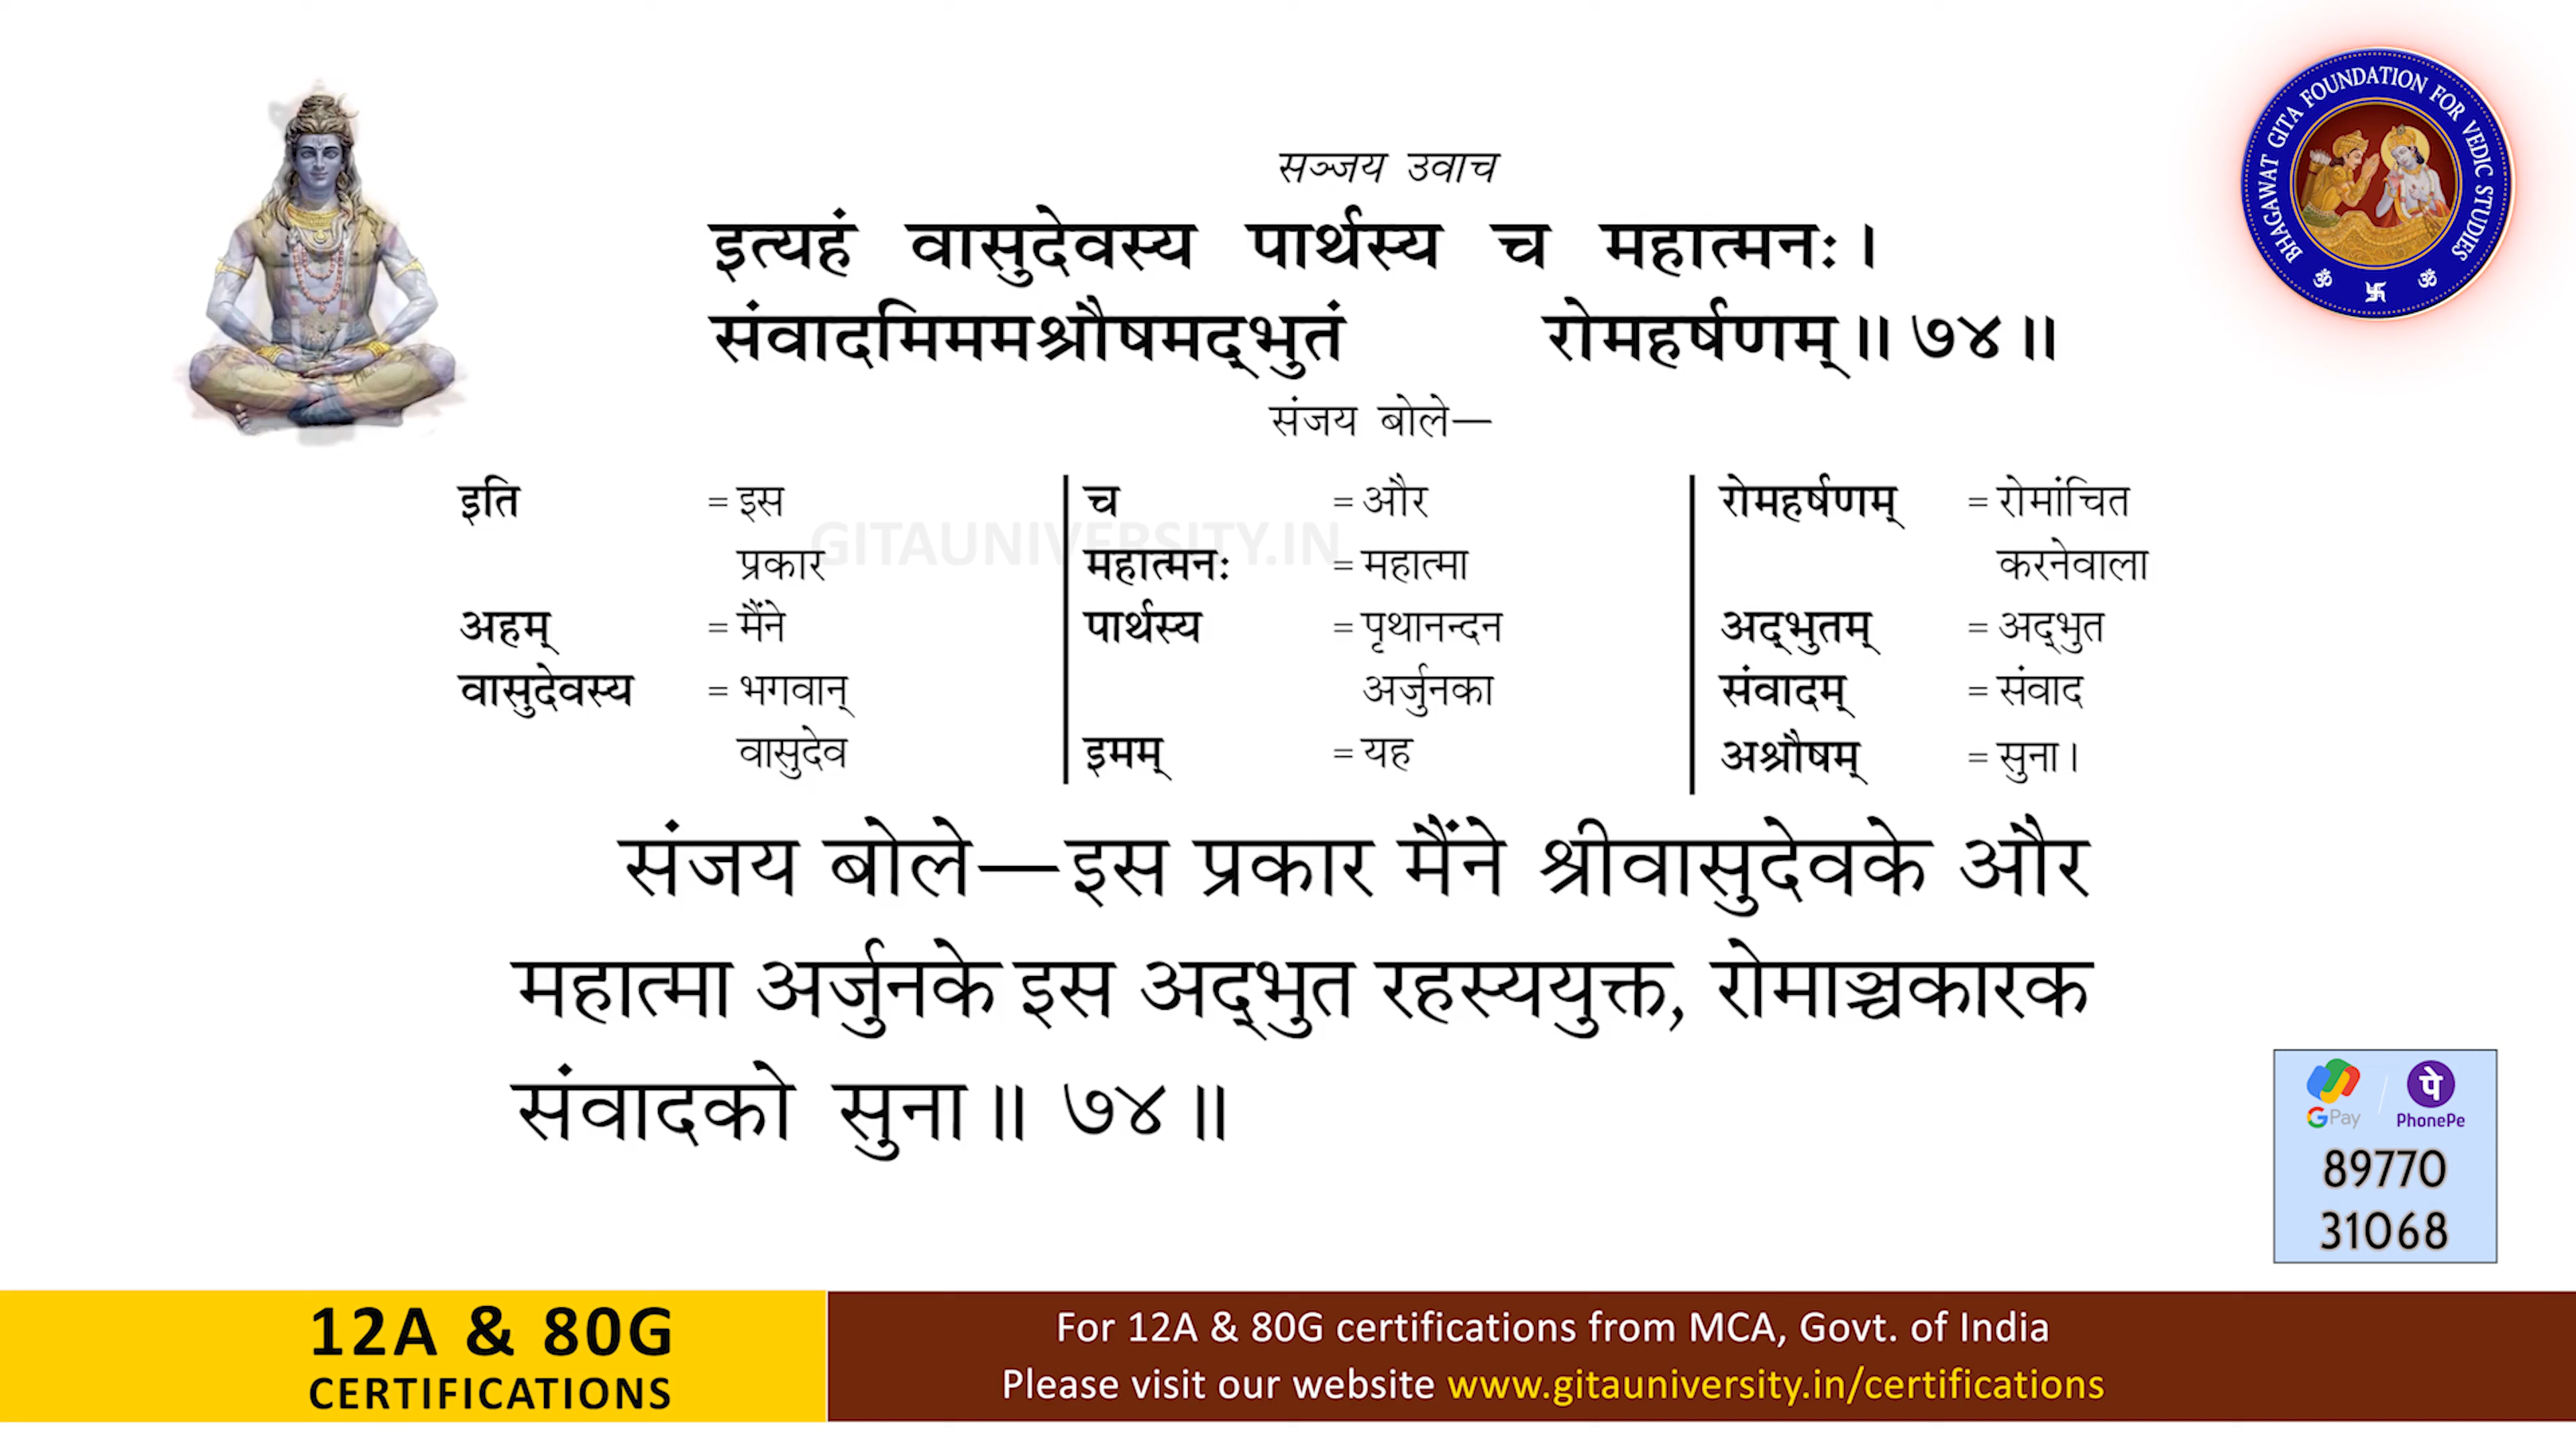 BHAGAWAT GITA FOUNDATION FOR VEDIC STUDIES
सञ्जय उवाच
इत्यहं वासुदेवस्य पार्थस्य च महात्मनः ।
संवादमिममश्रौषमद्भुतं रोमहर्षणम् ॥ ७४ ॥
संजय बोले—
इति = इस प्रकार
अहम् = मैंने
वासुदेवस्य = भगवान् वासुदेव
च = और
महात्मनः = महात्मा
पार्थस्य = पृथानन्दन अर्जुनका
इमम् = यह
रोमहर्षणम् = रोमांचित करनेवाला
अद्भुतम् = अद्भुत
संवादम् = संवाद
अश्रौषम् = सुना ।
GITAUNIVERSITY.IN
संजय बोले—इस प्रकार मैंने श्रीवासुदेवके और
महात्मा अर्जुनके इस अद्भुत रहस्ययुक्त, रोमाञ्चकारक
संवादको सुना ॥ ७४ ॥
GPay पे PhonePe
89770
31068
12A & 80G
CERTIFICATIONS
For 12A & 80G certifications from MCA, Govt. of India
Please visit our website www.gitauniversity.in/certifications